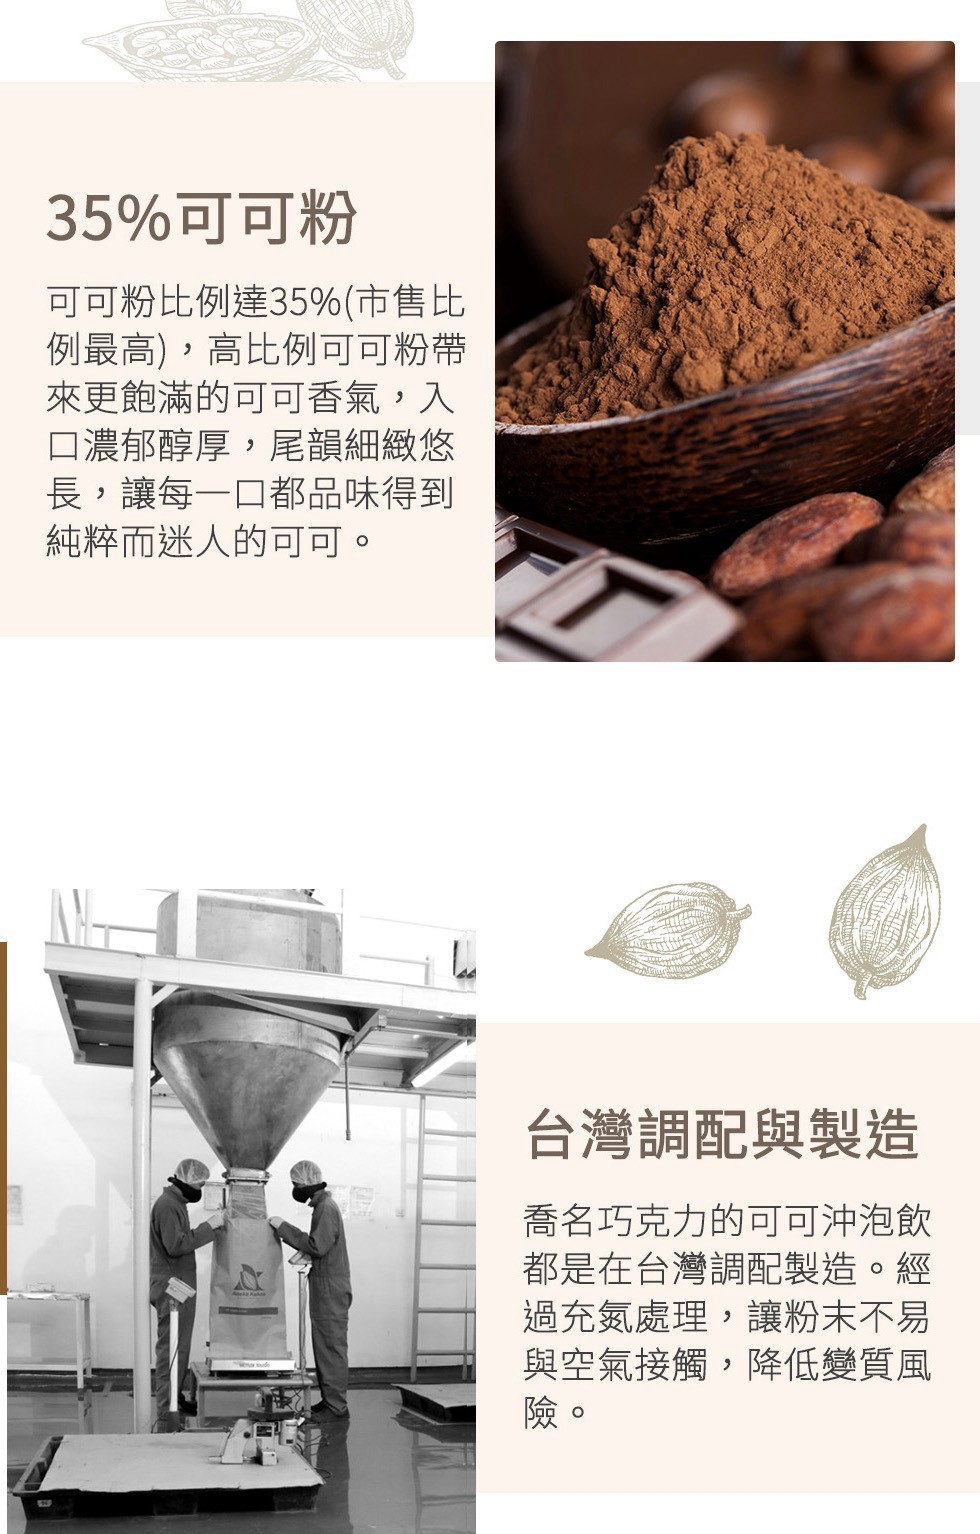 35%可可粉
可可粉比例達35%(市售比
例最高)，高比例可可粉帶
來更飽滿的可可香氣，入
口濃郁醇厚，尾韻細緻悠
長，讓每一口都品味得到
純粹而迷人的可可。
台灣調配與製造
喬名巧克力的可可沖泡飲
都是在台灣調配製造。經
過充氮處理，讓粉末不易
與空氣接觸，降低變質風
險。